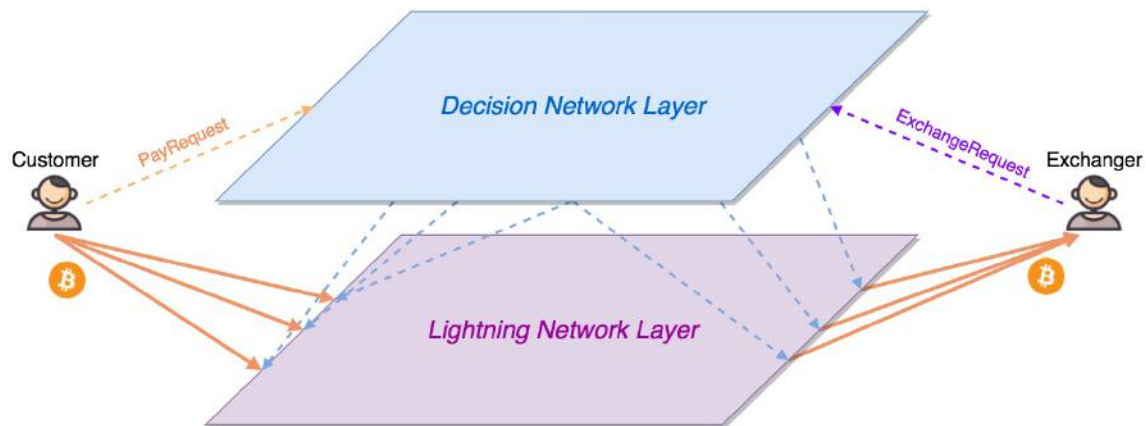 Decision Network Layer
PayRequest
ExchangeRequest
Customer
Exchanger
Lightning Network Layer